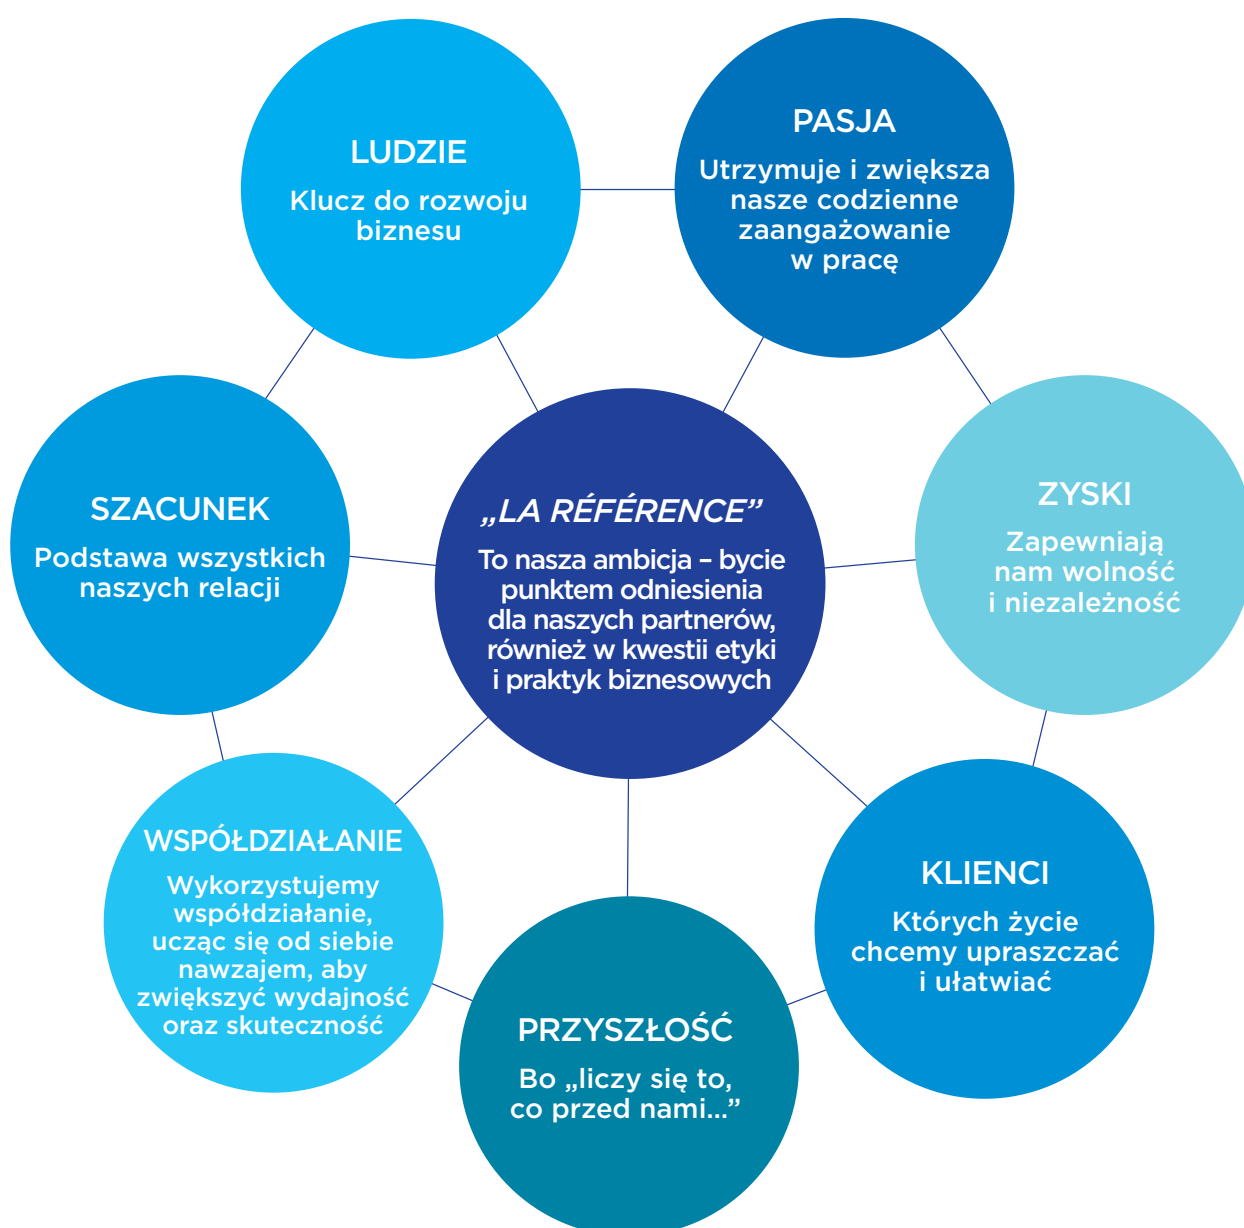 LUDZIE
Klucz do rozwoju
biznesu
PASJA
Utrzymuje i zwiększa
nasze codzienne
zaangażowanie
w pracę
SZACUNEK
Podstawa wszystkich
naszych relacji
„LA RÉFÉRENCE”
To nasza ambicja – bycie
punktem odniesienia
dla naszych partnerów,
również w kwestii etyki
i praktyk biznesowych
ZYSKI
Zapewniają
nam wolność
i niezależność
WSPÓŁDZIAŁANIE
Wykorzystujemy
współdziałanie,
ucząc się od siebie
nawzajem, aby
zwiększyć wydajność
oraz skuteczność
KLIENCI
Których życie
chcemy upraszczać
i ułatwiać
PRZYSZŁOŚĆ
Bo „liczy się to,
co przed nami...”